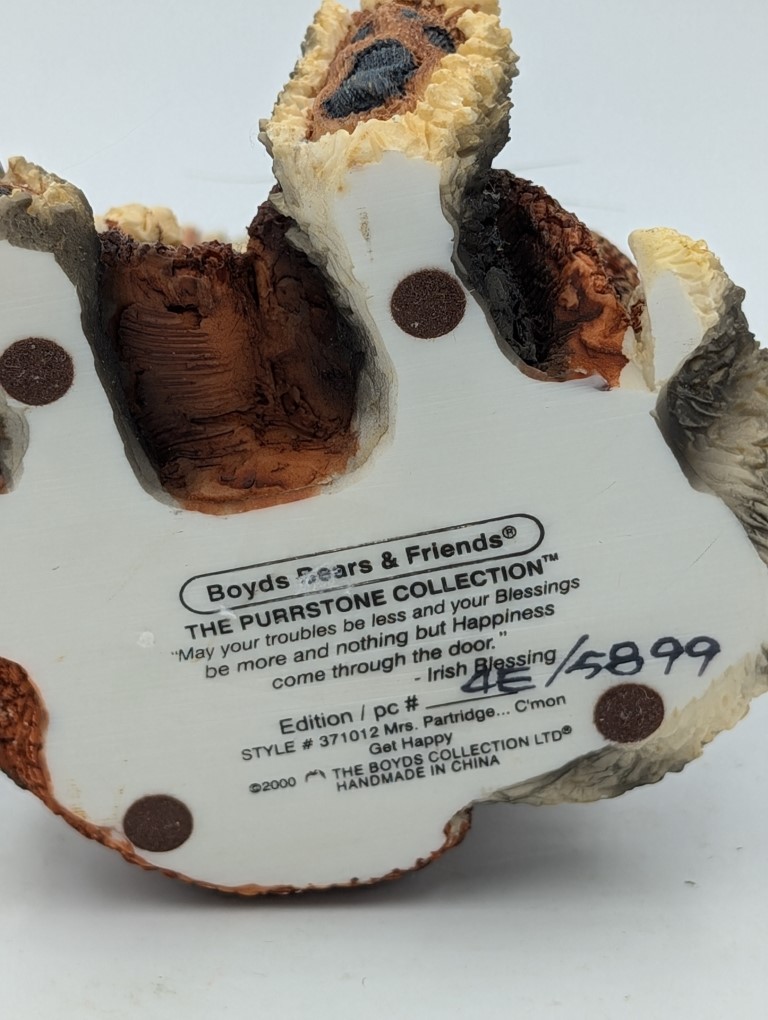 Boyds Bears & Friends®
THE PURRSTONE COLLECTION™
"May your troubles be less and your Blessings
be more and nothing but Happiness
come through the door."
- Irish Blessing
Edition / pc # 4E/5899
STYLE # 371012 Mrs. Partridge... C'mon
Get Happy
©2000 THE BOYDS COLLECTION LTD®
HANDMADE IN CHINA